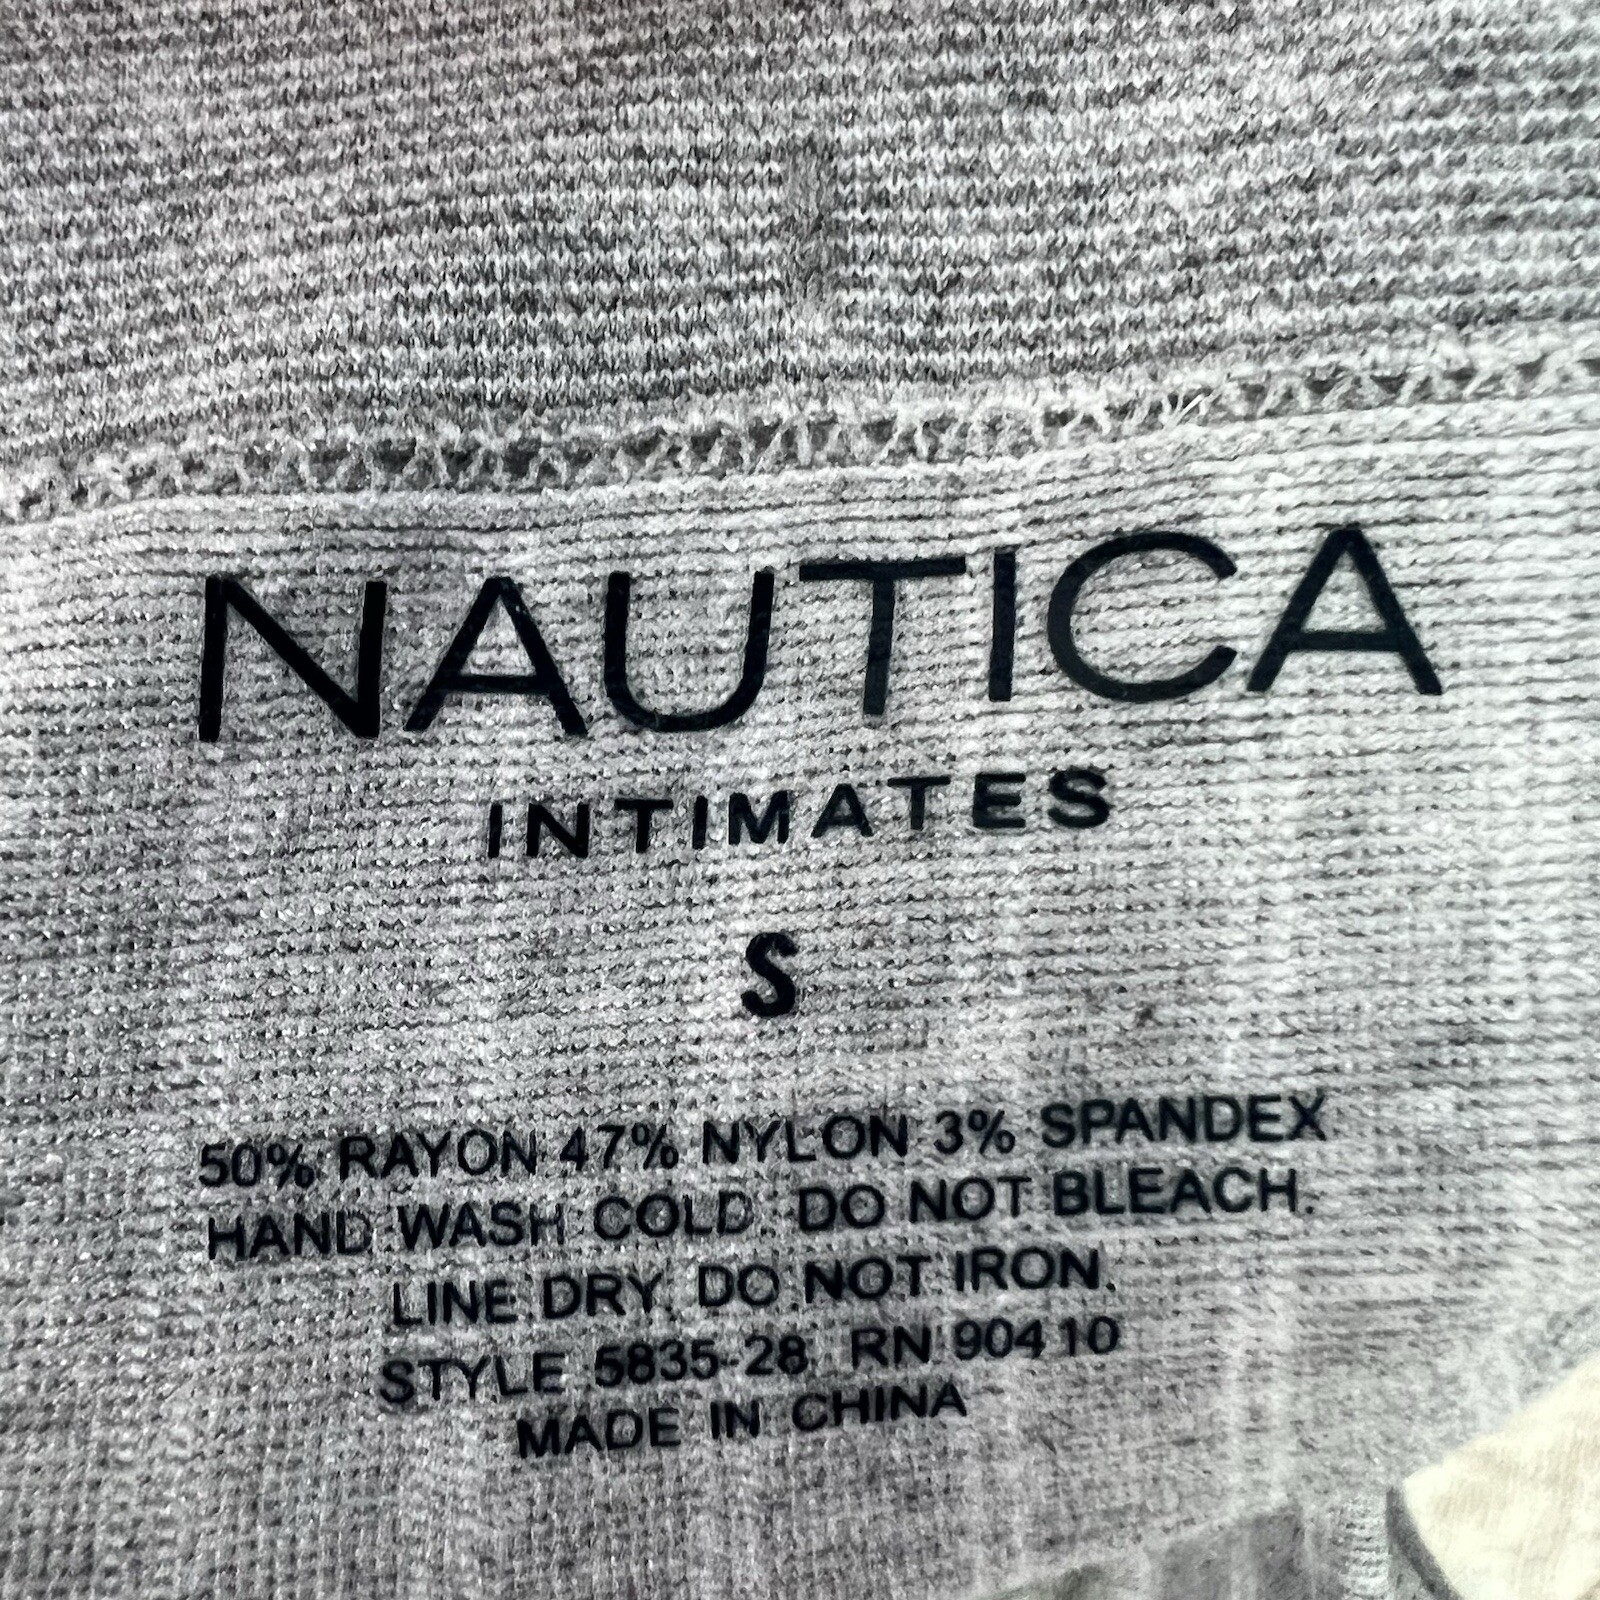 NAUTICA
INTIMATES
S
50% RAYON 47% NYLON 3% SPANDEX
HAND WASH COLD. DO NOT BLEACH.
LINE DRY. DO NOT IRON.
STYLE 5835-28 RN 90410
MADE IN CHINA